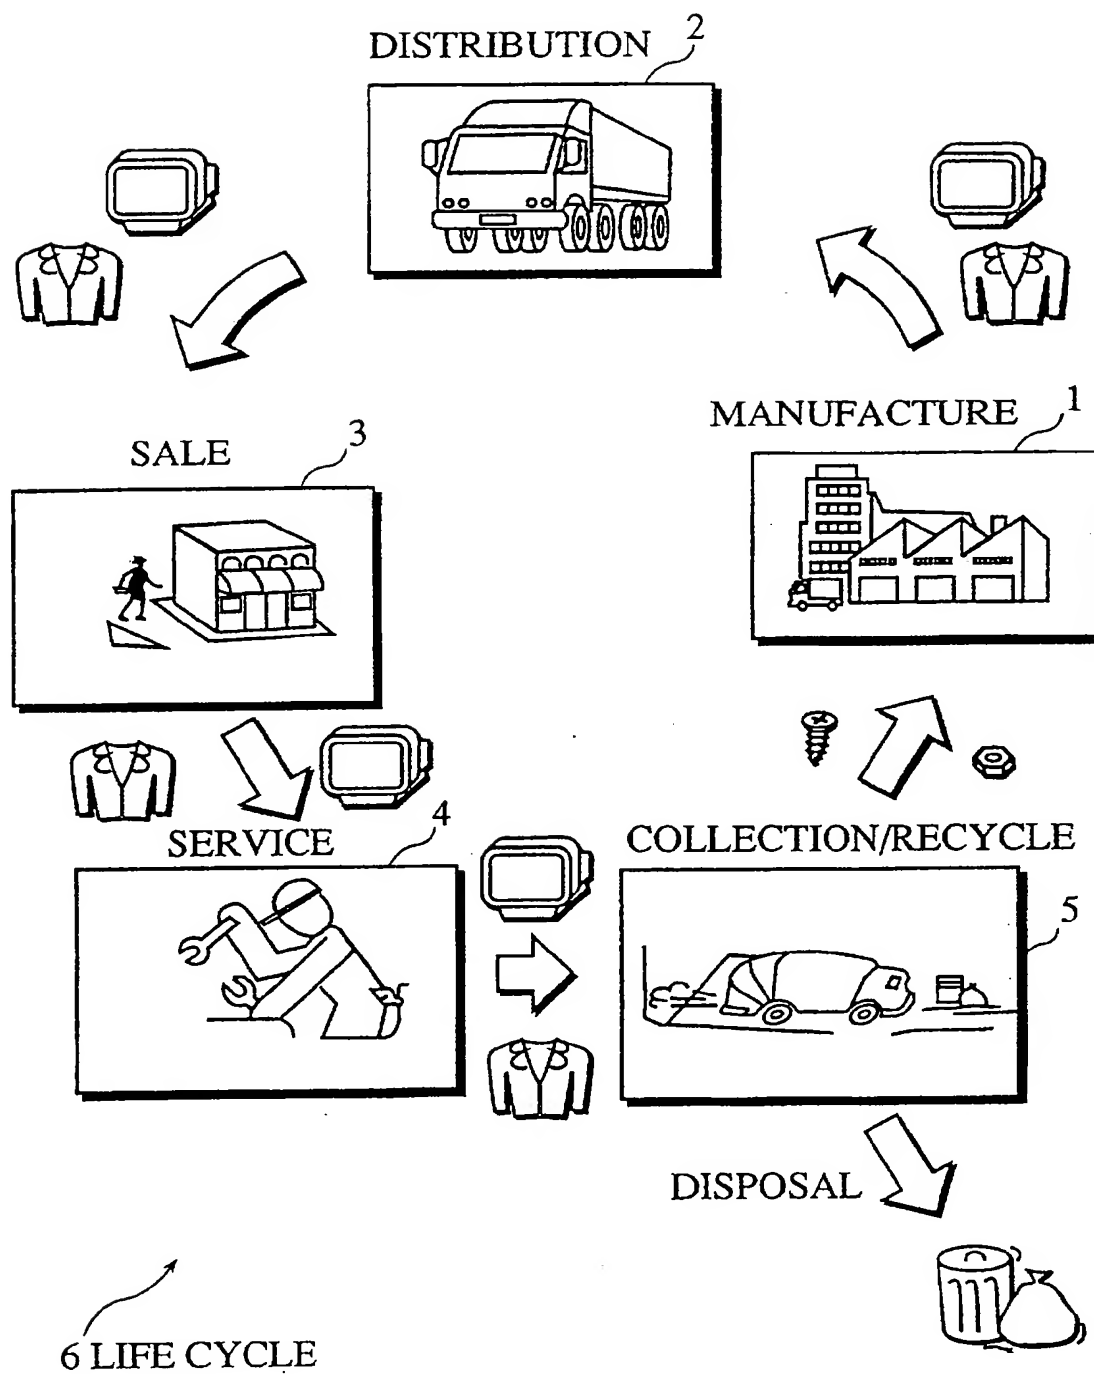 DISTRIBUTION 2
MANUFACTURE 1
SALE 3
SERVICE 4
COLLECTION/RECYCLE
5
DISPOSAL
6 LIFE CYCLE